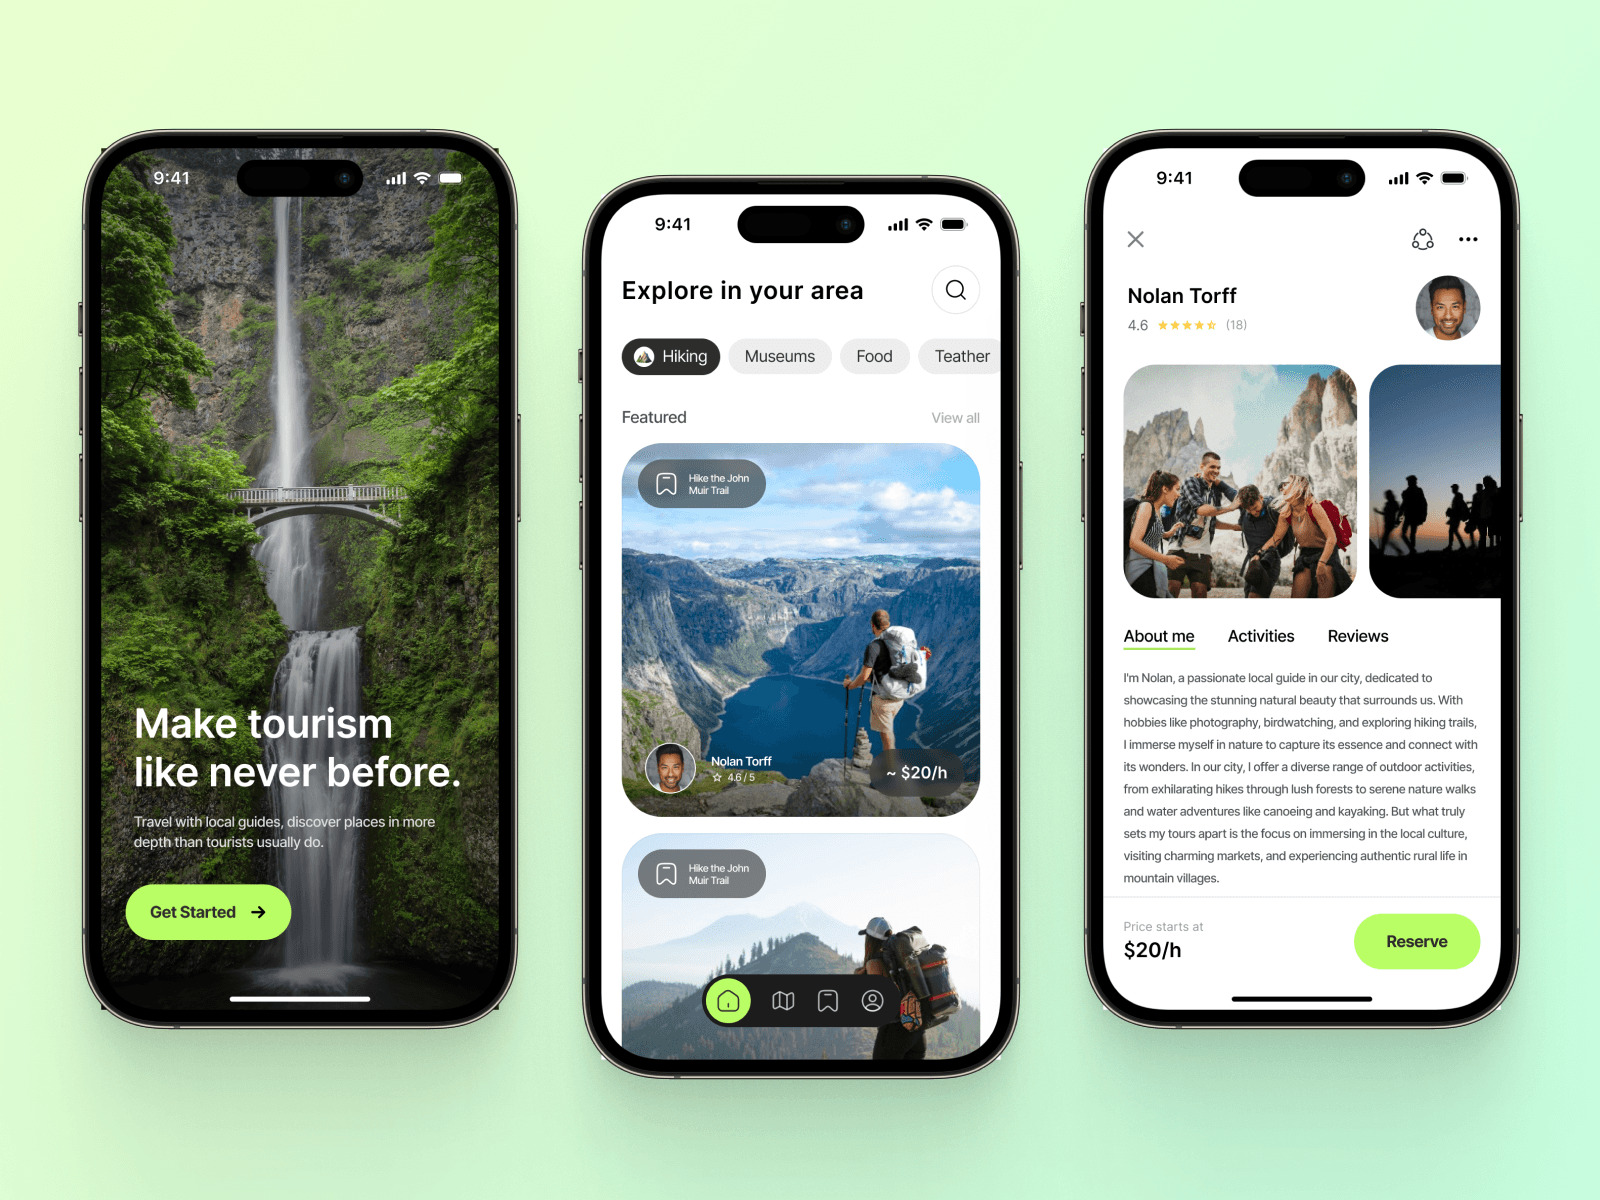 9:41
Make tourism
like never before.
Travel with local guides, discover places in more
depth than tourists usually do.
Get Started
9:41
Explore in your area
Hiking
Museums
Food
Teather
Featured
View all
Hike the John
Muir Trail
Nolan Torff
4.6 / 5
~ $20/h
Hike the John
Muir Trail
9:41
Nolan Torff
4.6
(18)
About me
Activities
Reviews
I'm Nolan, a passionate local guide in our city, dedicated to
showcasing the stunning natural beauty that surrounds us. With
hobbies like photography, birdwatching, and exploring hiking trails,
I immerse myself in nature to capture its essence and connect with
its wonders. In our city, I offer a diverse range of outdoor activities,
from exhilarating hikes through lush forests to serene nature walks
and water adventures like canoeing and kayaking. But what truly
sets my tours apart is the focus on immersing in the local culture,
visiting charming markets, and experiencing authentic rural life in
mountain villages.
Price starts at
$20/h
Reserve